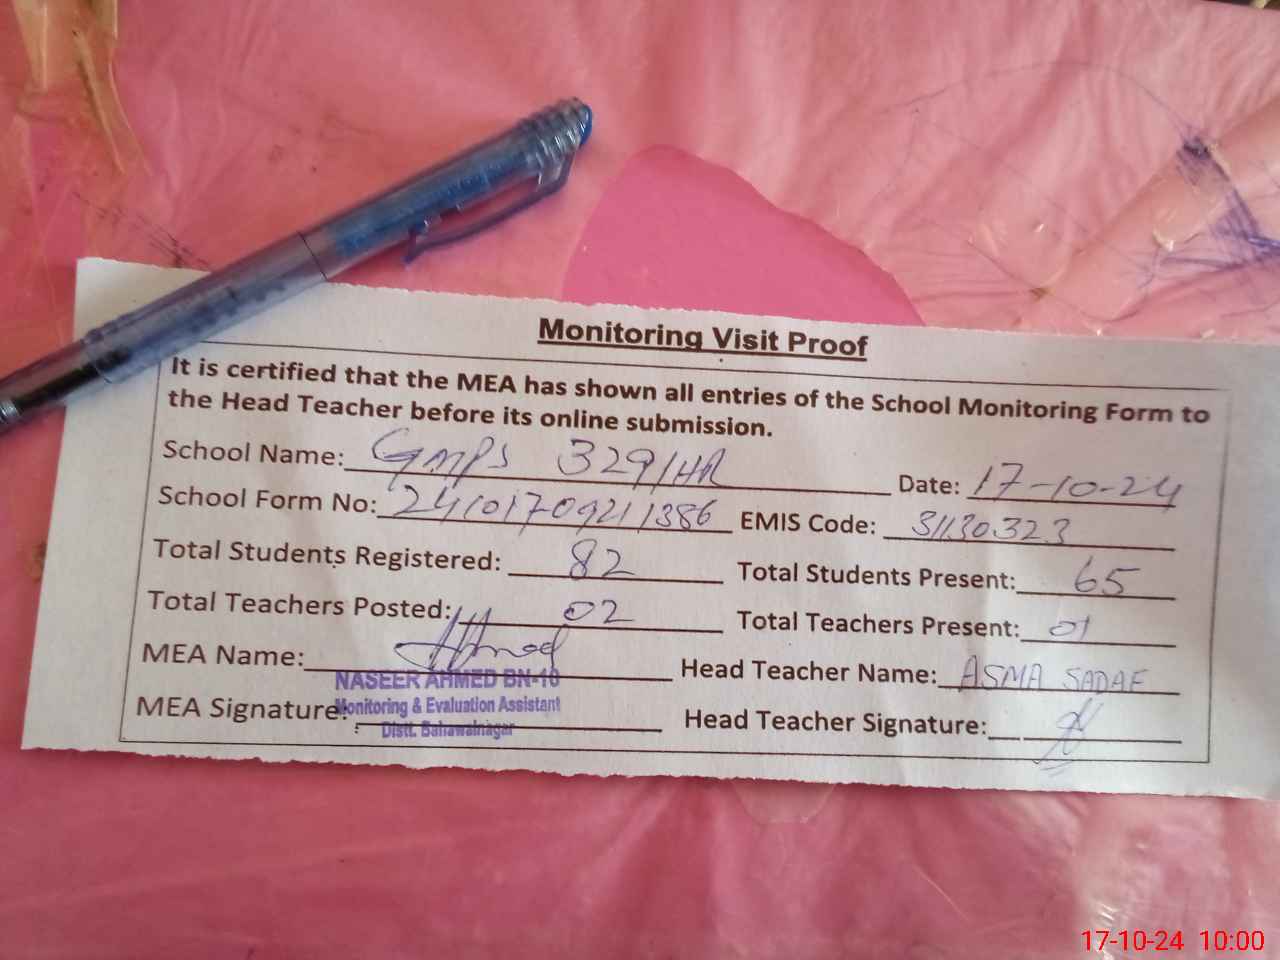 Monitoring Visit Proof
It is certified that the MEA has shown all entries of the School Monitoring Form to
the Head Teacher before its online submission.
School Name: GMPS 329/HR Date: 17-10-24
School Form No: 24101709211386 EMIS Code: 31130323
Total Students Registered: 82 Total Students Present: 65
Total Teachers Posted: 02 Total Teachers Present: 01
MEA Name: Head Teacher Name: ASMA SADAF
NASEER AHMED BN-10
MEA Signature: Monitoring & Evaluation Assistant Head Teacher Signature:
Distt. Bahawalnagar
17-10-24 10:00